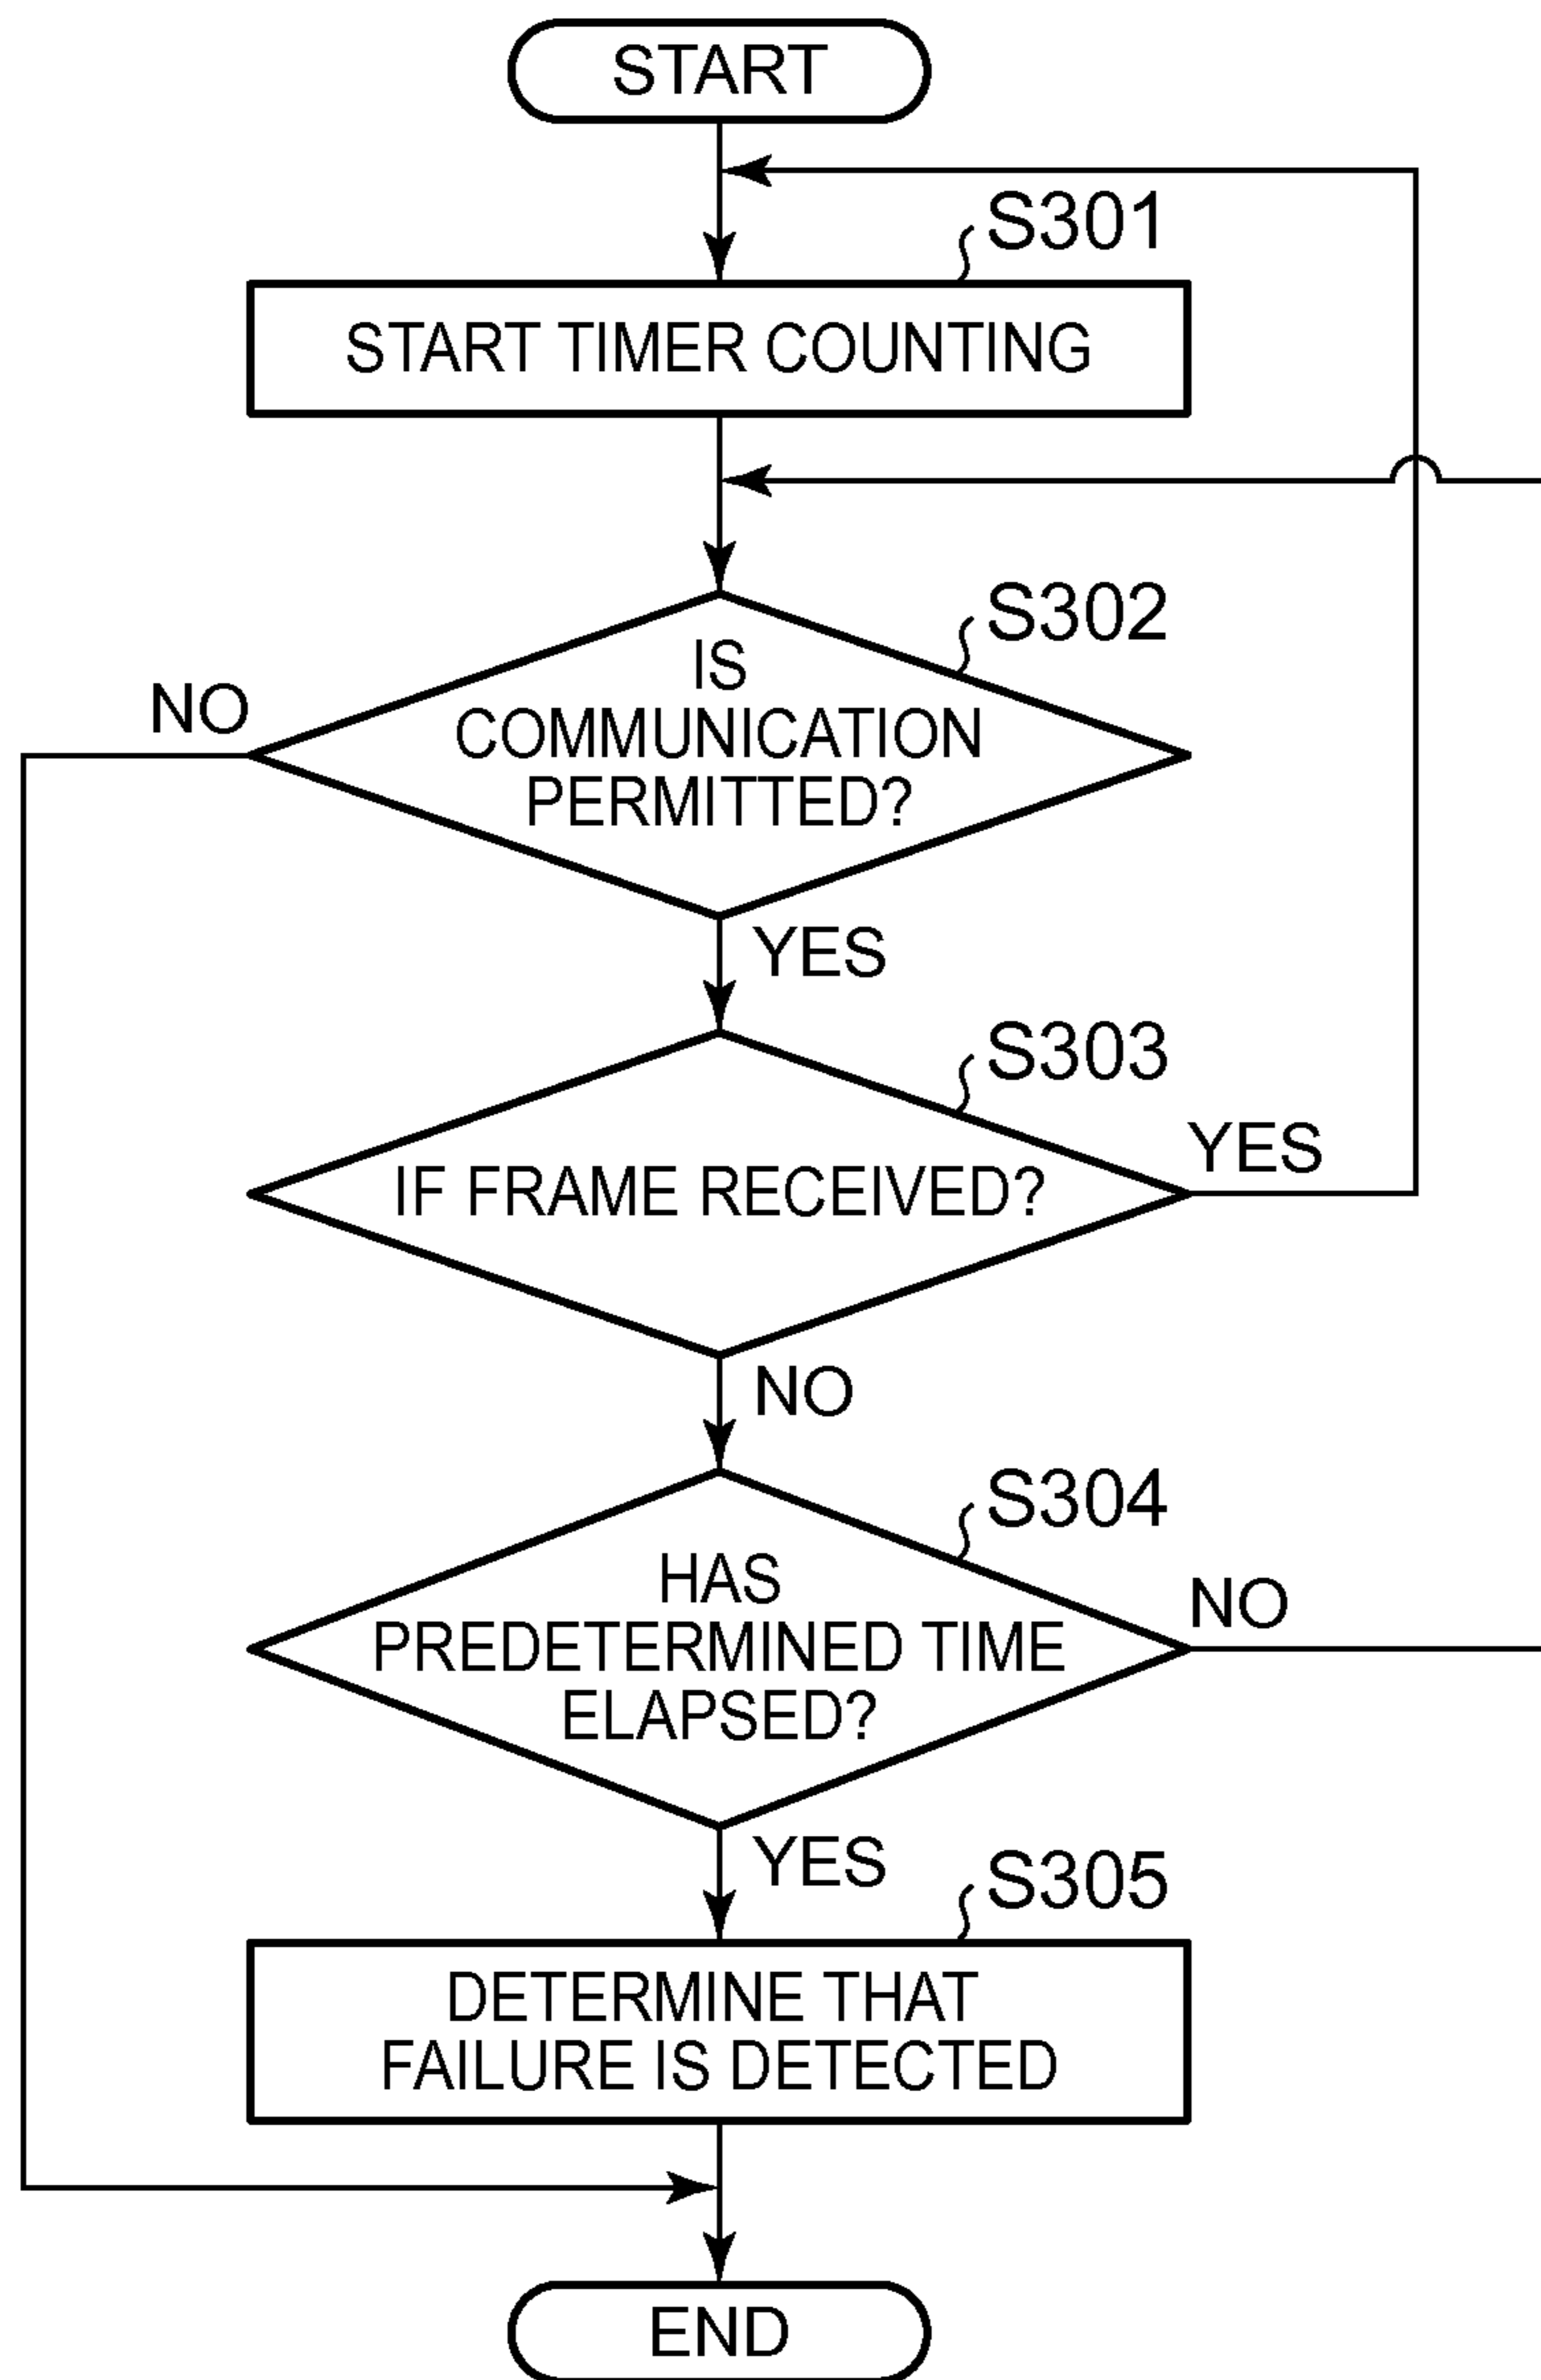 START
S301
START TIMER COUNTING
S302
IS
COMMUNICATION
PERMITTED?
NO
YES
S303
IF FRAME RECEIVED?
YES
NO
S304
HAS
PREDETERMINED TIME
ELAPSED?
NO
YES
S305
DETERMINE THAT
FAILURE IS DETECTED
END